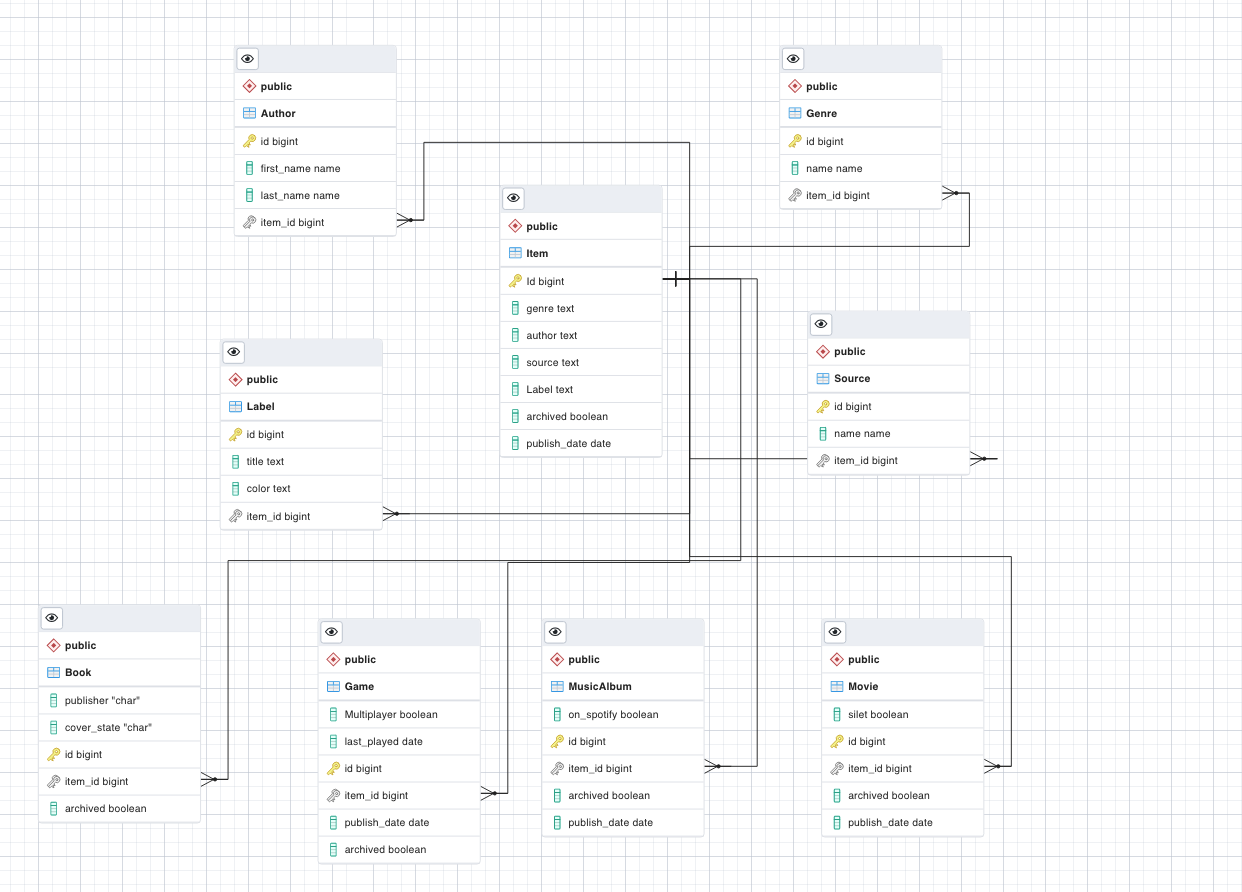 public
Author
id bigint
first_name name
last_name name
item_id bigint
public
Genre
id bigint
name name
item_id bigint
public
Item
Id bigint
genre text
author text
source text
Label text
archived boolean
publish_date date
public
Source
id bigint
name name
item_id bigint
public
Label
id bigint
title text
color text
item_id bigint
public
Book
publisher "char"
cover_state "char"
id bigint
item_id bigint
archived boolean
public
Game
Multiplayer boolean
last_played date
id bigint
item_id bigint
publish_date date
archived boolean
public
MusicAlbum
on_spotify boolean
id bigint
item_id bigint
archived boolean
publish_date date
public
Movie
silet boolean
id bigint
item_id bigint
archived boolean
publish_date date